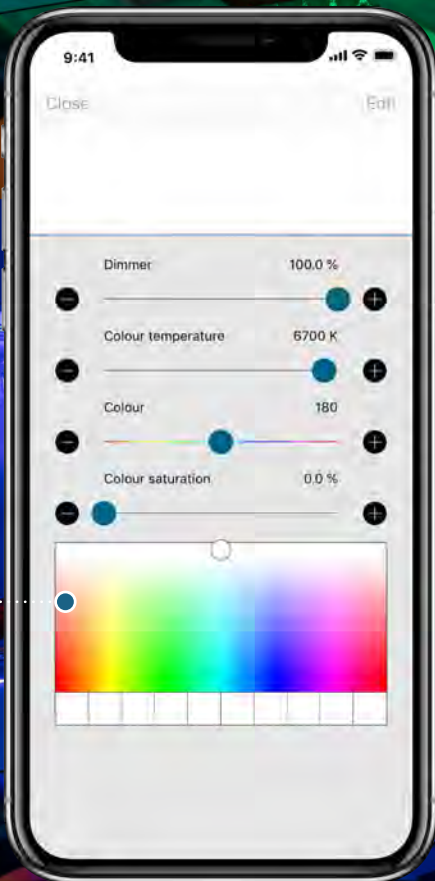 9:41
Close Edit
Dimmer 100.0 %
Colour temperature 6700 K
Colour 180
Colour saturation 0.0 %